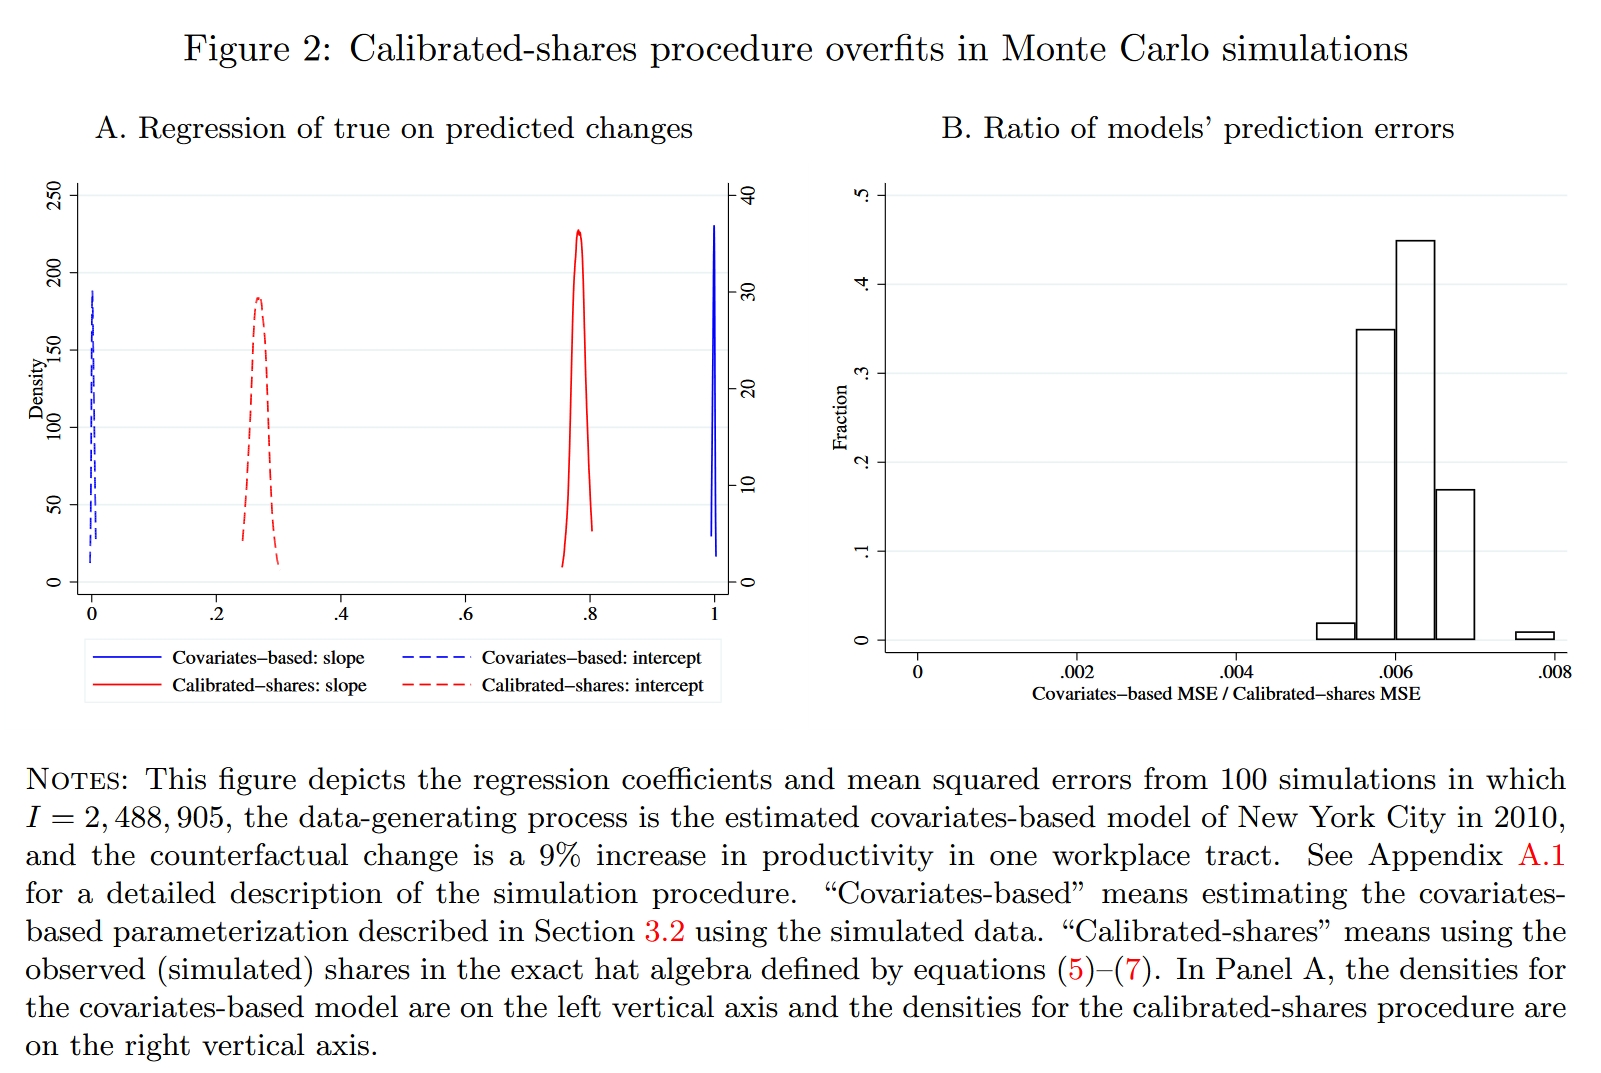 Figure 2: Calibrated-shares procedure overfits in Monte Carlo simulations
A. Regression of true on predicted changes
250
200
150
100
50
0
Density
40
30
20
10
0
0 .2 .4 .6 .8 1
Covariates–based: slope Covariates–based: intercept
Calibrated–shares: slope Calibrated–shares: intercept
B. Ratio of models’ prediction errors
.5
.4
.3
.2
.1
0
Fraction
0 .002 .004 .006 .008
Covariates–based MSE / Calibrated–shares MSE
NOTES: This figure depicts the regression coefficients and mean squared errors from 100 simulations in which
I = 2, 488, 905, the data-generating process is the estimated covariates-based model of New York City in 2010,
and the counterfactual change is a 9% increase in productivity in one workplace tract. See Appendix A.1
for a detailed description of the simulation procedure. “Covariates-based” means estimating the covariates-
based parameterization described in Section 3.2 using the simulated data. “Calibrated-shares” means using the
observed (simulated) shares in the exact hat algebra defined by equations (5)–(7). In Panel A, the densities for
the covariates-based model are on the left vertical axis and the densities for the calibrated-shares procedure are
on the right vertical axis.